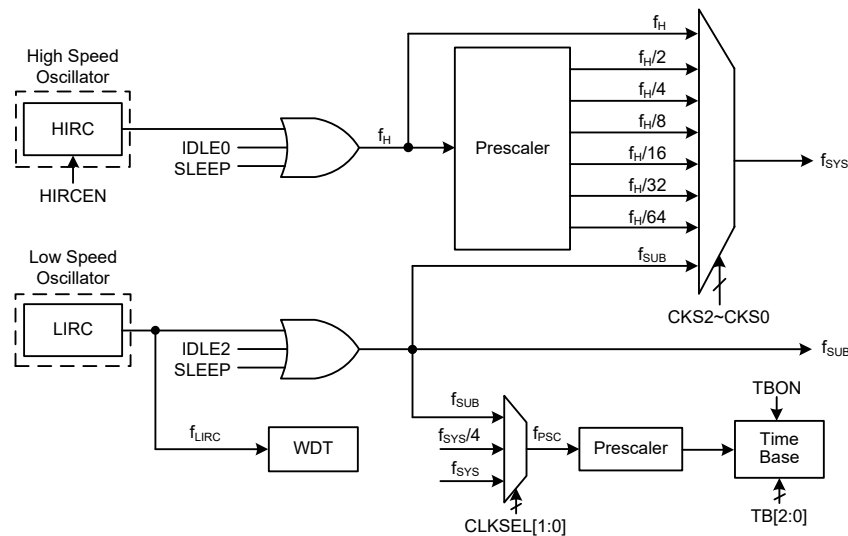 High Speed
Oscillator
HIRC
HIRCEN
IDLE0
SLEEP
fH
Prescaler
fH
fH/2
fH/4
fH/8
fH/16
fH/32
fH/64
fSUB
fSYS
CKS2~CKS0
Low Speed
Oscillator
LIRC
IDLE2
SLEEP
fSUB
fLIRC
WDT
fSUB
fSYS/4
fSYS
CLKSEL[1:0]
fPSC
Prescaler
TBON
Time
Base
TB[2:0]